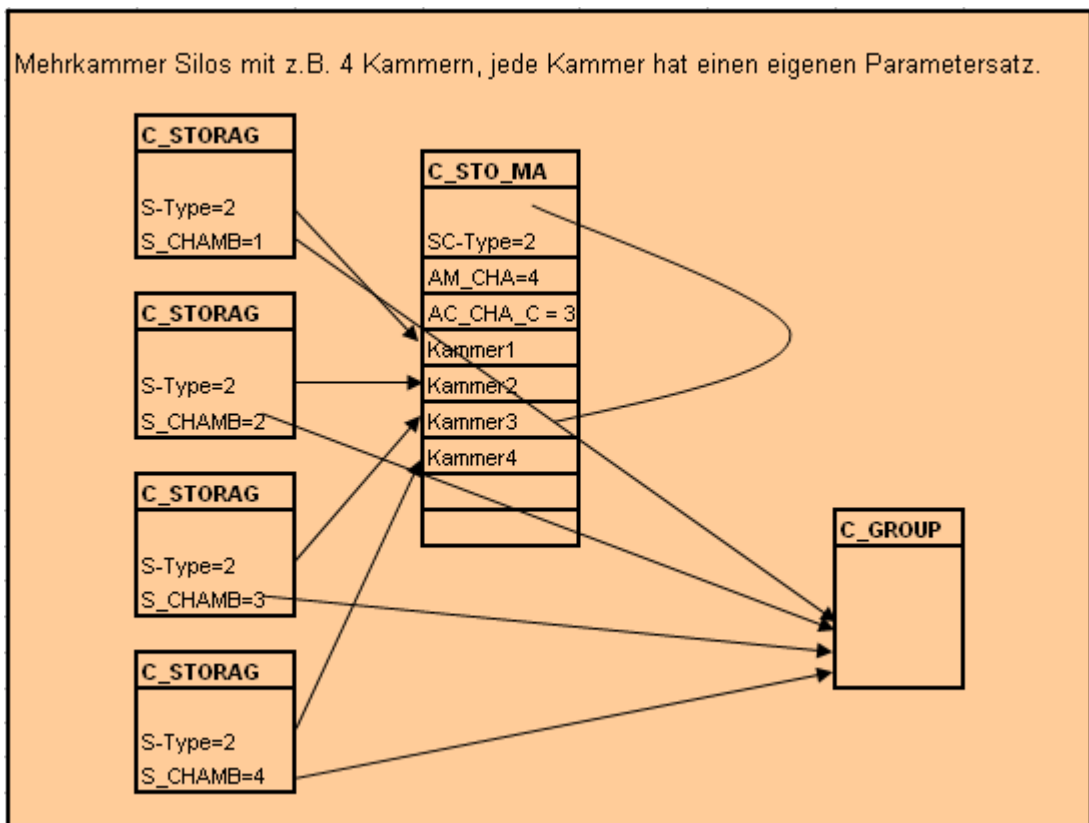 Mehrkammer Silos mit z.B. 4 Kammern, jede Kammer hat einen eigenen Parametersatz.
C_STORAG
S-Type=2
S_CHAMB=1
C_STO_MA
SC-Type=2
AM_CHA=4
AC_CHA_C = 3
Kammer1
Kammer2
Kammer3
Kammer4
C_STORAG
S-Type=2
S_CHAMB=2
C_STORAG
S-Type=2
S_CHAMB=3
C_GROUP
C_STORAG
S-Type=2
S_CHAMB=4